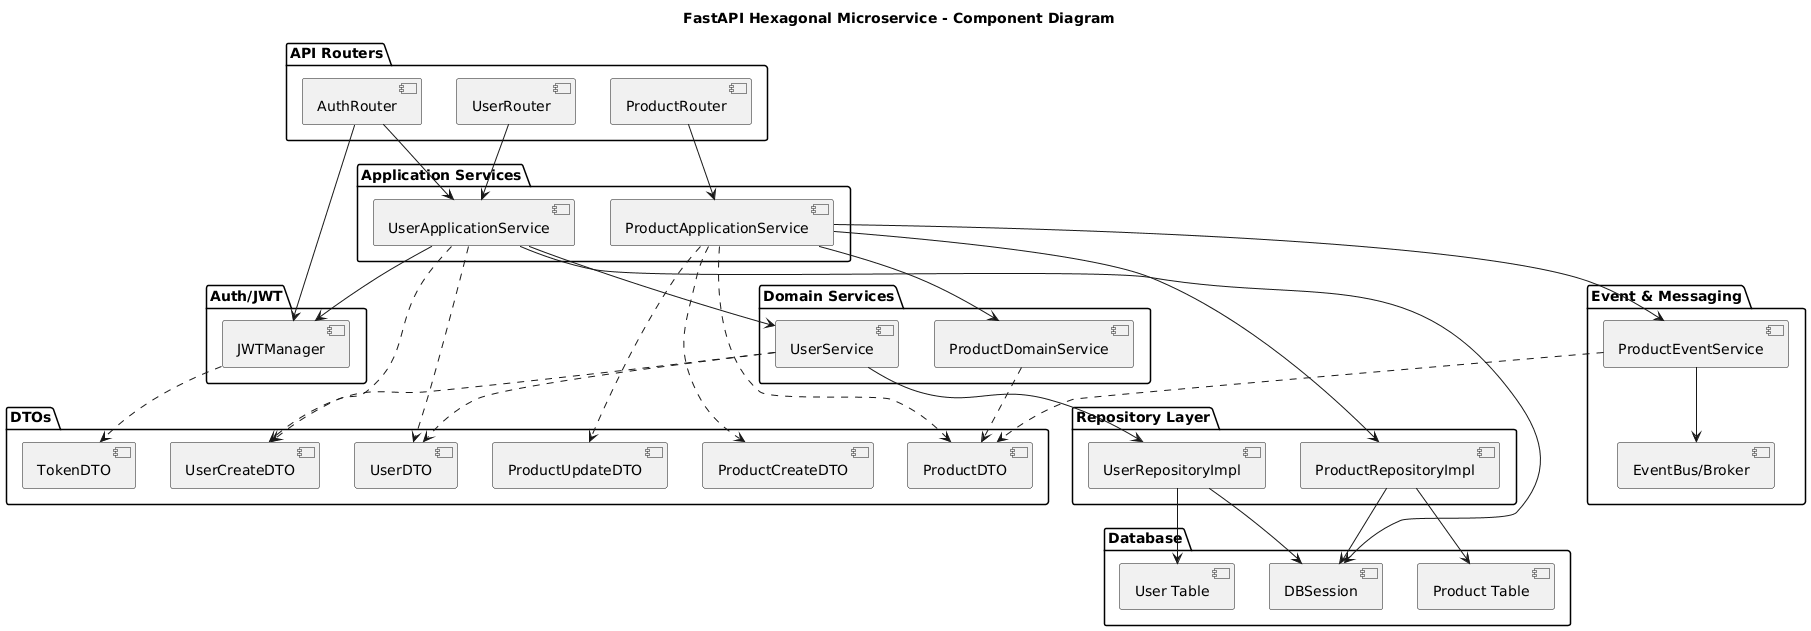 FastAPI Hexagonal Microservice - Component Diagram
API Routers
AuthRouter
UserRouter
ProductRouter
Application Services
UserApplicationService
ProductApplicationService
Auth/JWT
JWTManager
Domain Services
UserService
ProductDomainService
Event & Messaging
ProductEventService
EventBus/Broker
DTOs
TokenDTO
UserCreateDTO
UserDTO
ProductUpdateDTO
ProductCreateDTO
ProductDTO
Repository Layer
UserRepositoryImpl
ProductRepositoryImpl
Database
User Table
DBSession
Product Table